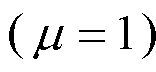 (μ = 1)